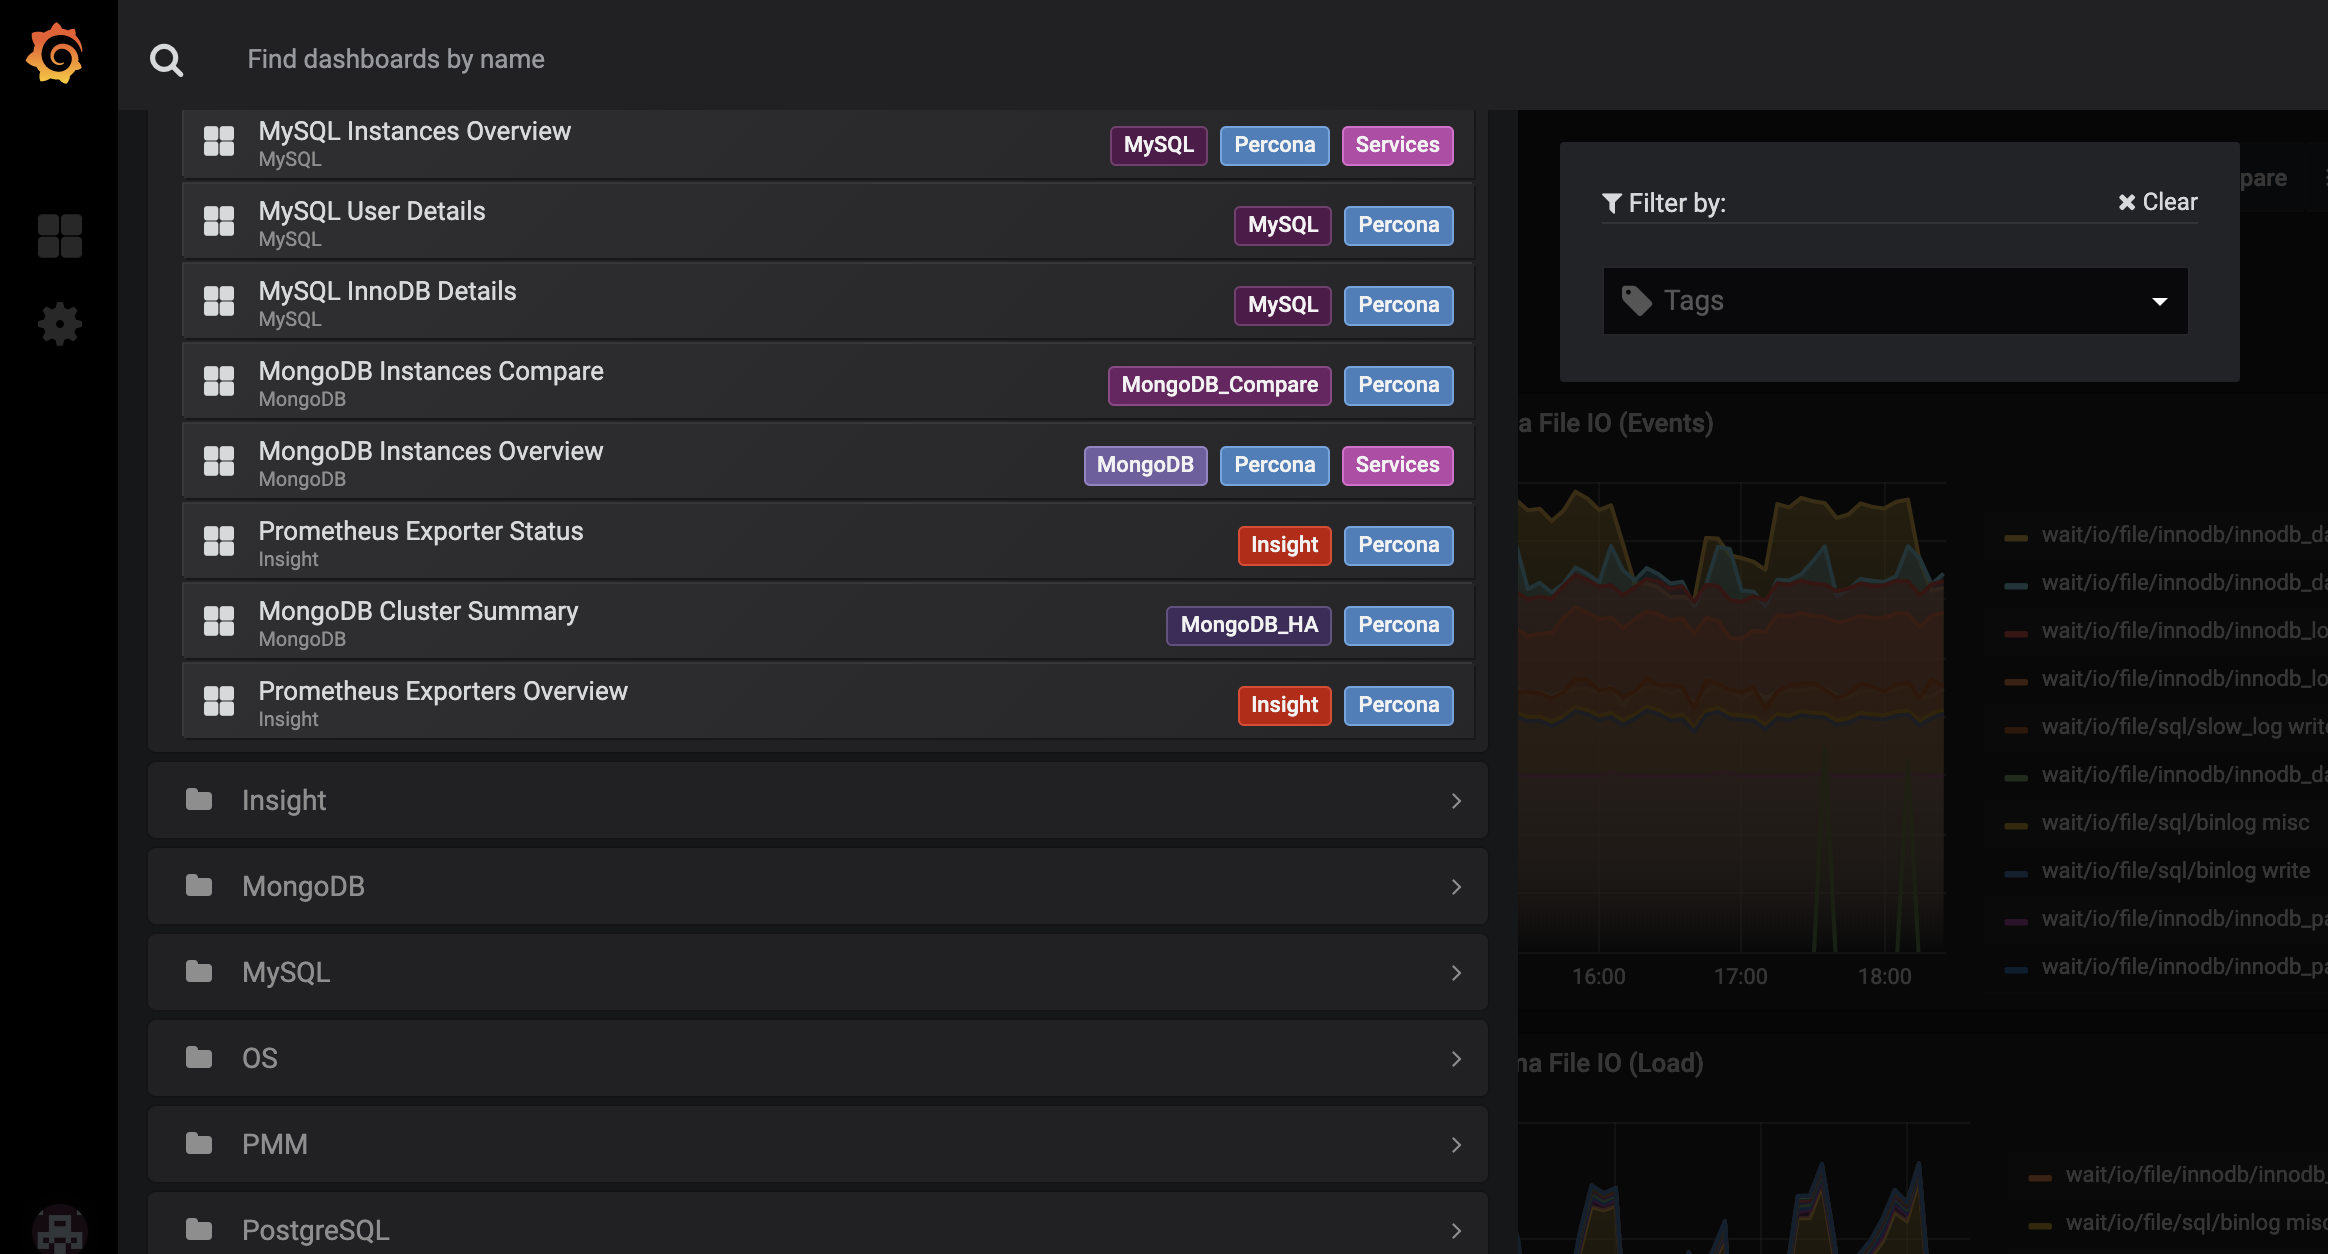 Find dashboards by name
MySQL Instances Overview
MySQL
MySQL Percona Services
MySQL User Details
MySQL
MySQL Percona
MySQL InnoDB Details
MySQL
MySQL Percona
MongoDB Instances Compare
MongoDB
MongoDB_Compare Percona
MongoDB Instances Overview
MongoDB
MongoDB Percona Services
Prometheus Exporter Status
Insight
Insight Percona
MongoDB Cluster Summary
MongoDB
MongoDB_HA Percona
Prometheus Exporters Overview
Insight
Insight Percona
Insight
MongoDB
MySQL
OS
PMM
PostgreSQL
Filter by:
Clear
Tags
pare
a File IO (Events)
wait/io/file/innodb/innodb_da
wait/io/file/innodb/innodb_da
wait/io/file/innodb/innodb_lo
wait/io/file/innodb/innodb_lo
wait/io/file/sql/slow_log write
wait/io/file/innodb/innodb_da
wait/io/file/sql/binlog misc
wait/io/file/sql/binlog write
wait/io/file/innodb/innodb_pa
wait/io/file/innodb/innodb_pa
16:00 17:00 18:00
na File IO (Load)
wait/io/file/innodb/innodb_
wait/io/file/sql/binlog misc